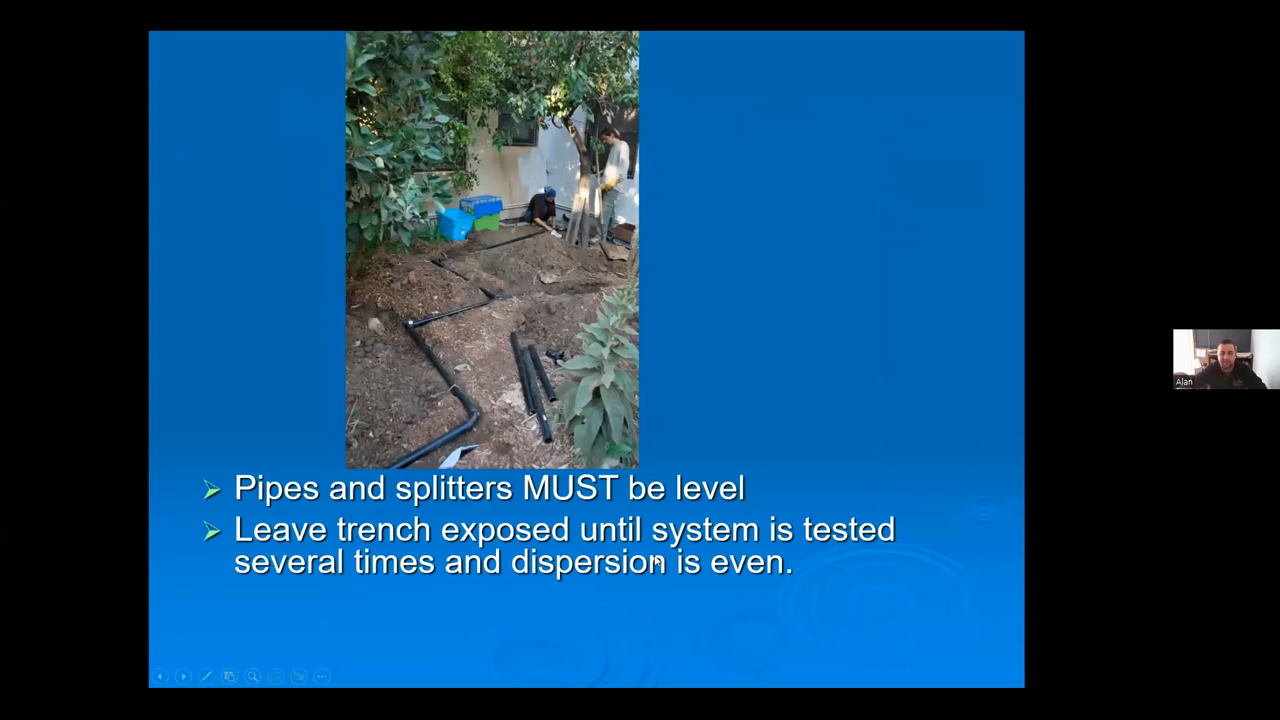 Pipes and splitters MUST be level
Leave trench exposed until system is tested
several times and dispersion is even.
Alan